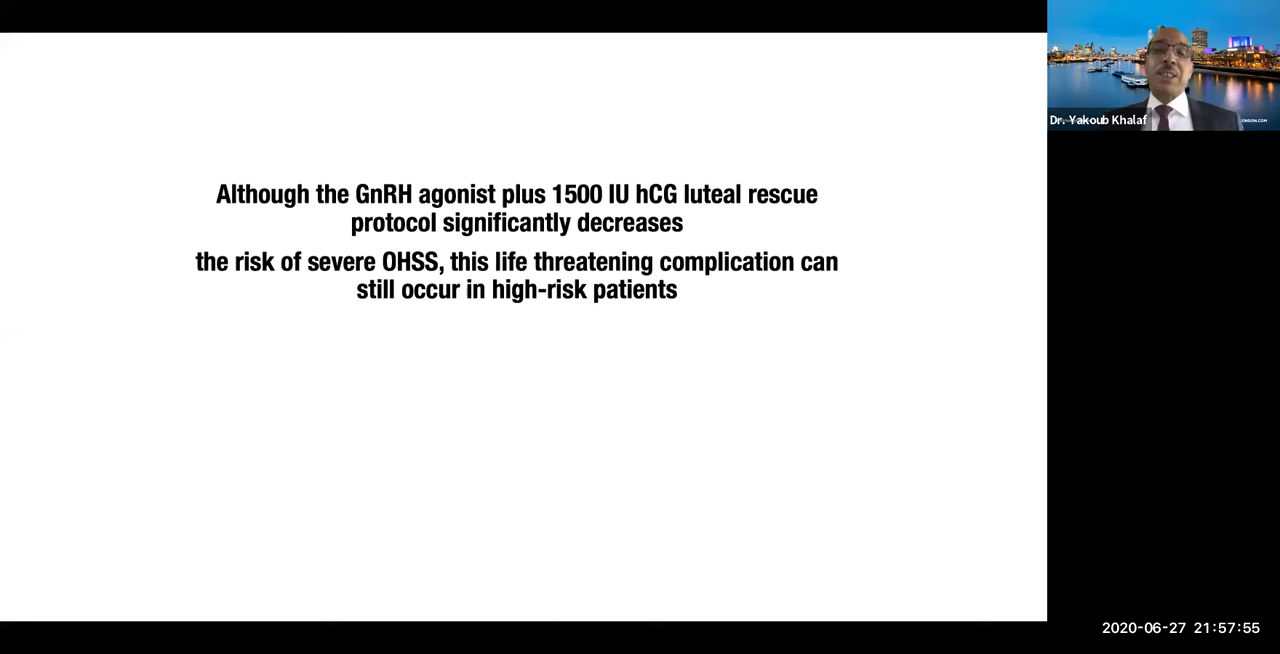 Although the GnRH agonist plus 1500 IU hCG luteal rescue
protocol significantly decreases
the risk of severe OHSS, this life threatening complication can
still occur in high-risk patients
Dr. Yakoub Khalaf
ONDON.COM
2020-06-27 21:57:55